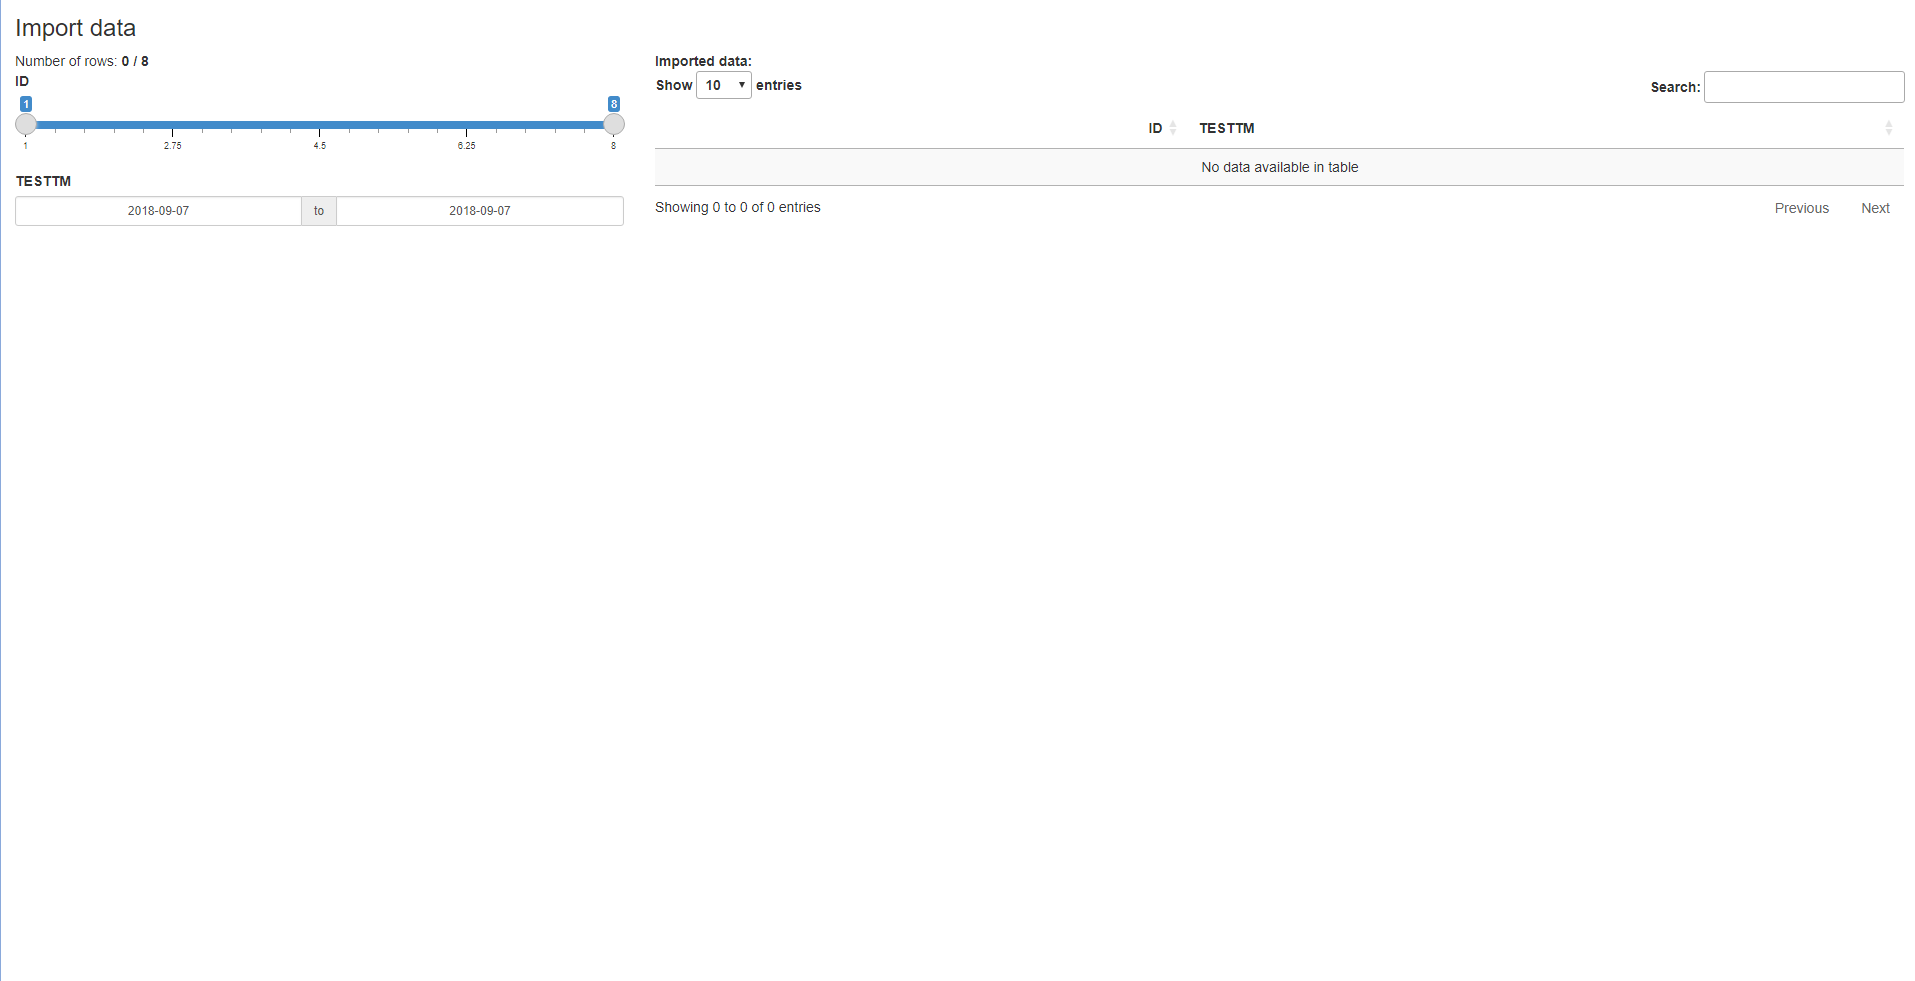 Import data
Number of rows: 0 / 8
ID
1 8
1 2.75 4.5 6.25 8
TESTTM
2018-09-07 to 2018-09-07
Imported data:
Show 10 entries
Search:
ID TESTTM
No data available in table
Showing 0 to 0 of 0 entries
Previous Next